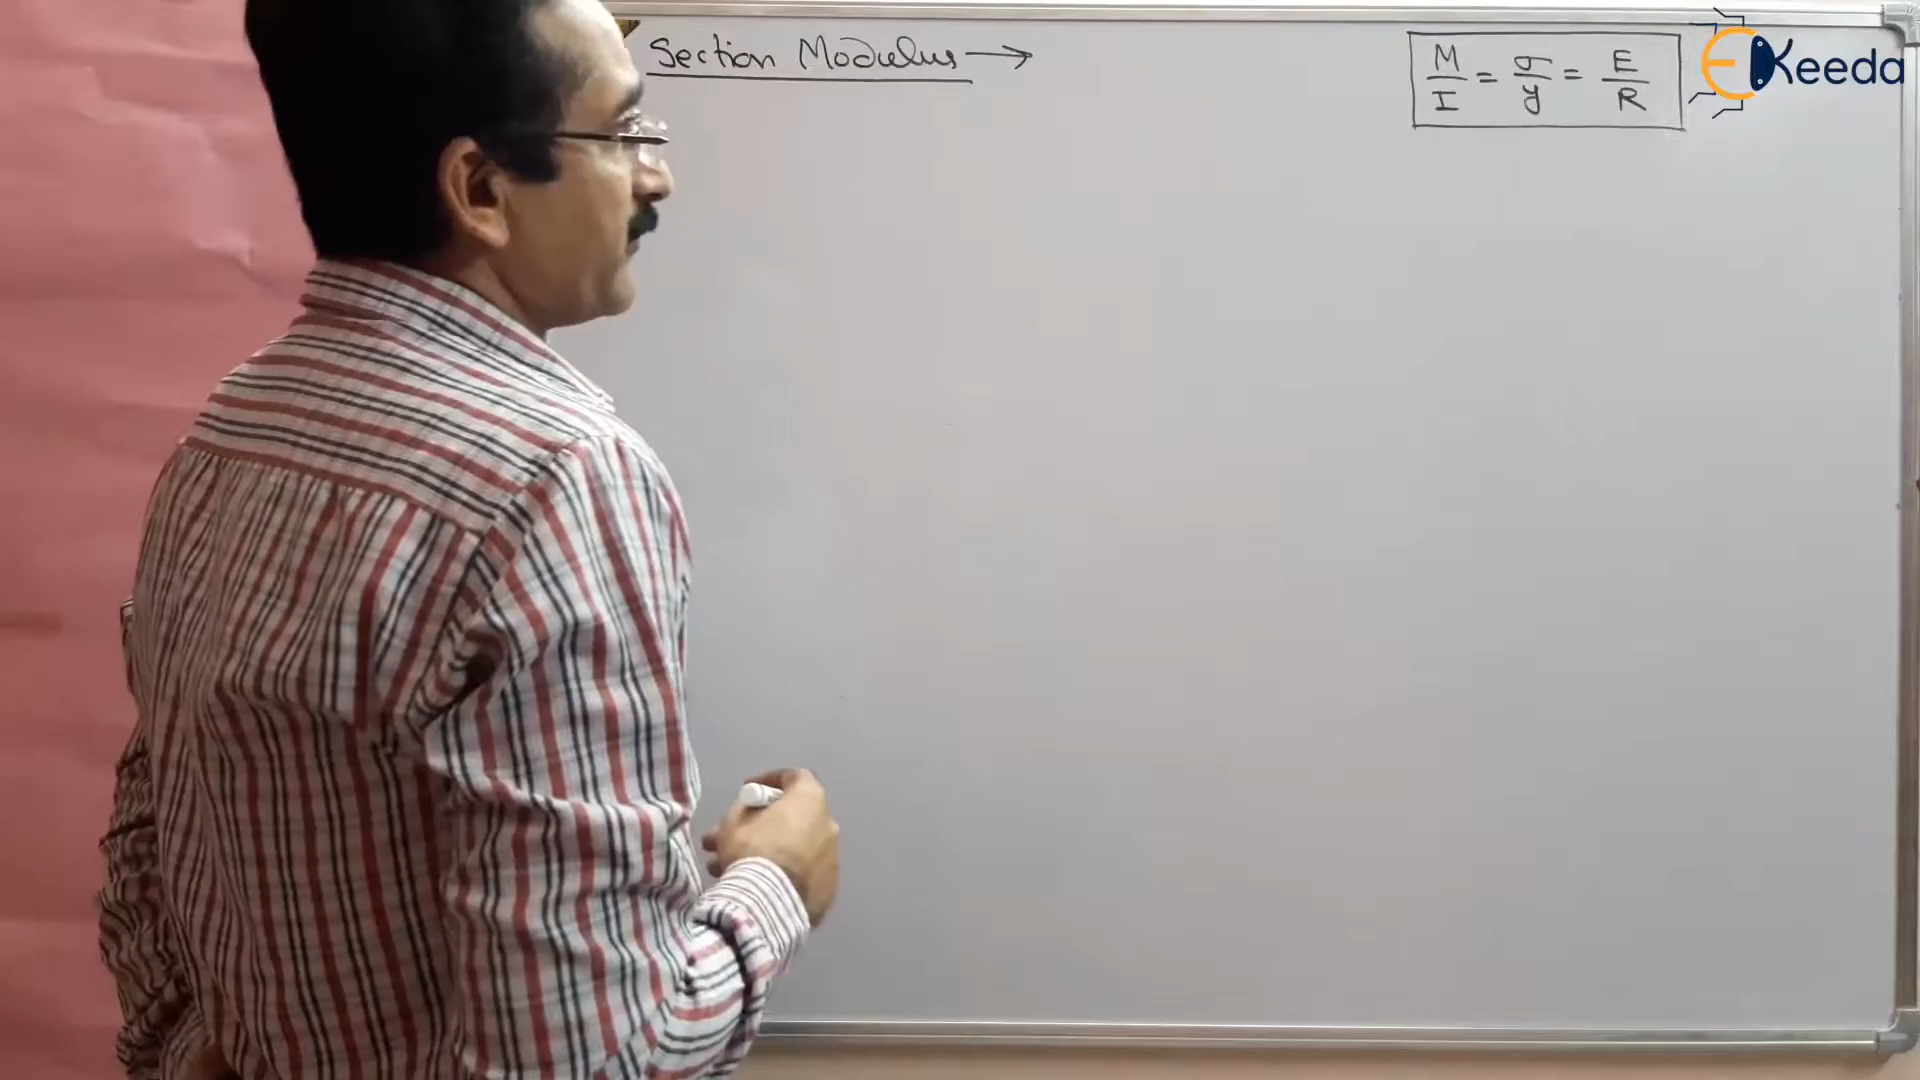 Section Modulus →
M/I = σ/y = E/R
EKeeda